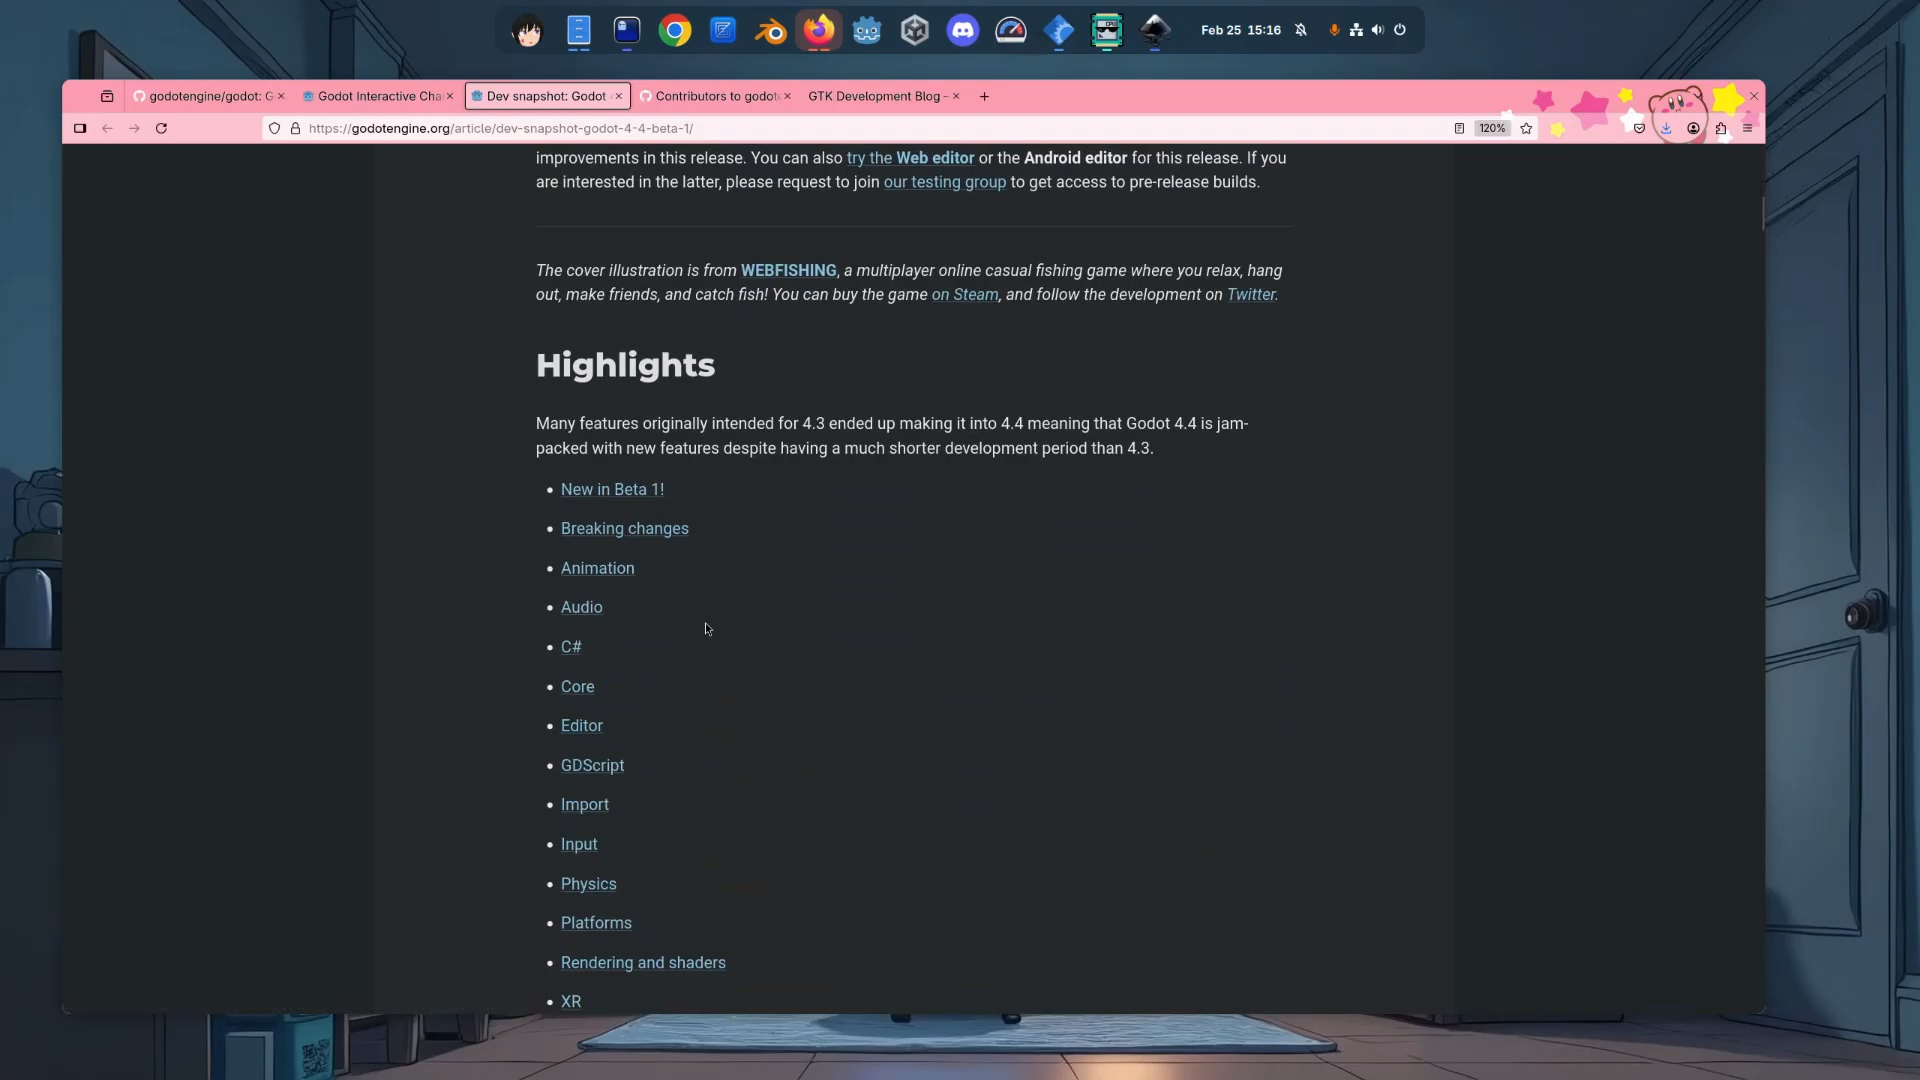 Feb 25 15:16
godotengine/godot: G
Godot Interactive Cha
Dev snapshot: Godot
Contributors to godot
GTK Development Blog –
https://godotengine.org/article/dev-snapshot-godot-4-4-beta-1/
120%
improvements in this release. You can also try the Web editor or the Android editor for this release. If you
are interested in the latter, please request to join our testing group to get access to pre-release builds.
The cover illustration is from WEBFISHING, a multiplayer online casual fishing game where you relax, hang
out, make friends, and catch fish! You can buy the game on Steam, and follow the development on Twitter.
Highlights
Many features originally intended for 4.3 ended up making it into 4.4 meaning that Godot 4.4 is jam-
packed with new features despite having a much shorter development period than 4.3.
• New in Beta 1!
• Breaking changes
• Animation
• Audio
• C#
• Core
• Editor
• GDScript
• Import
• Input
• Physics
• Platforms
• Rendering and shaders
• XR